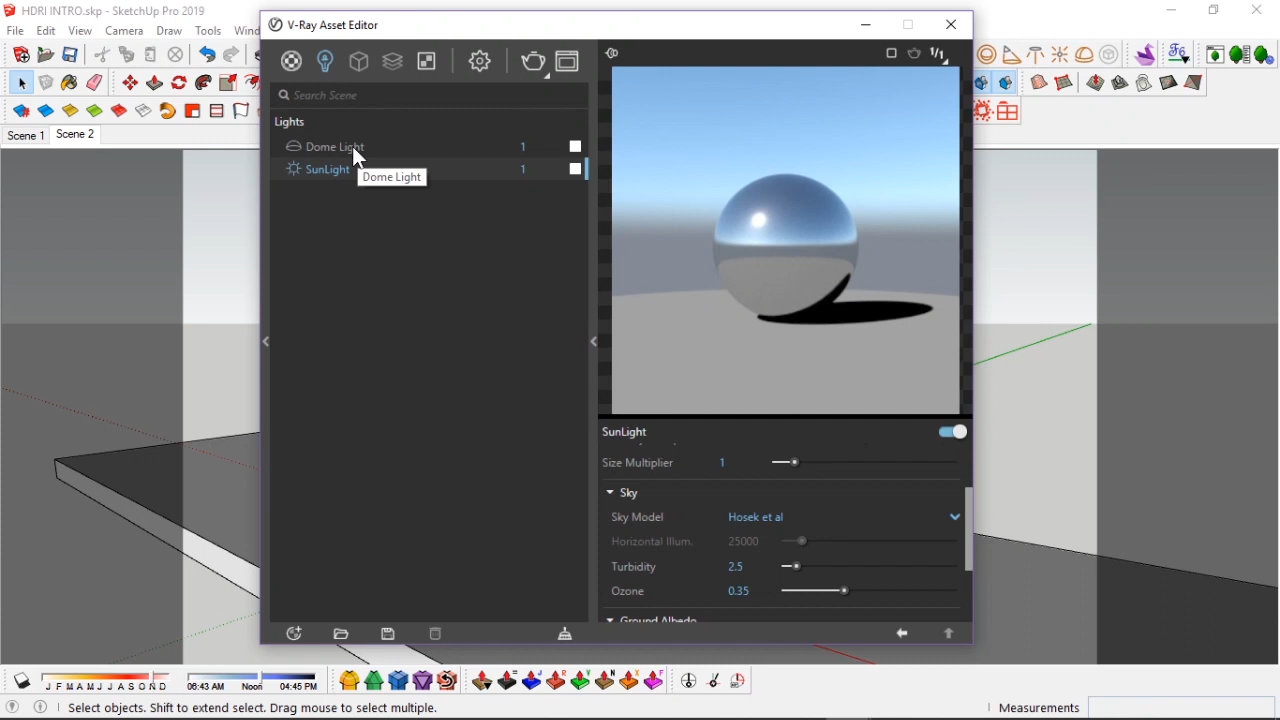 HDRI INTRO.skp - SketchUp Pro 2019
V-Ray Asset Editor
File Edit View Camera Draw Tools Wind
1/1
Search Scene
Scene 1 Scene 2
Lights
Dome Light 1
SunLight 1
Dome Light
SunLight
Size Multiplier 1
Sky
Sky Model Hosek et al
Horizontal Illum. 25000
Turbidity 2.5
Ozone 0.35
Ground Albedo
J F M A M J J A S O N D
06:43 AM Noon 04:45 PM
Select objects. Shift to extend select. Drag mouse to select multiple.
Measurements